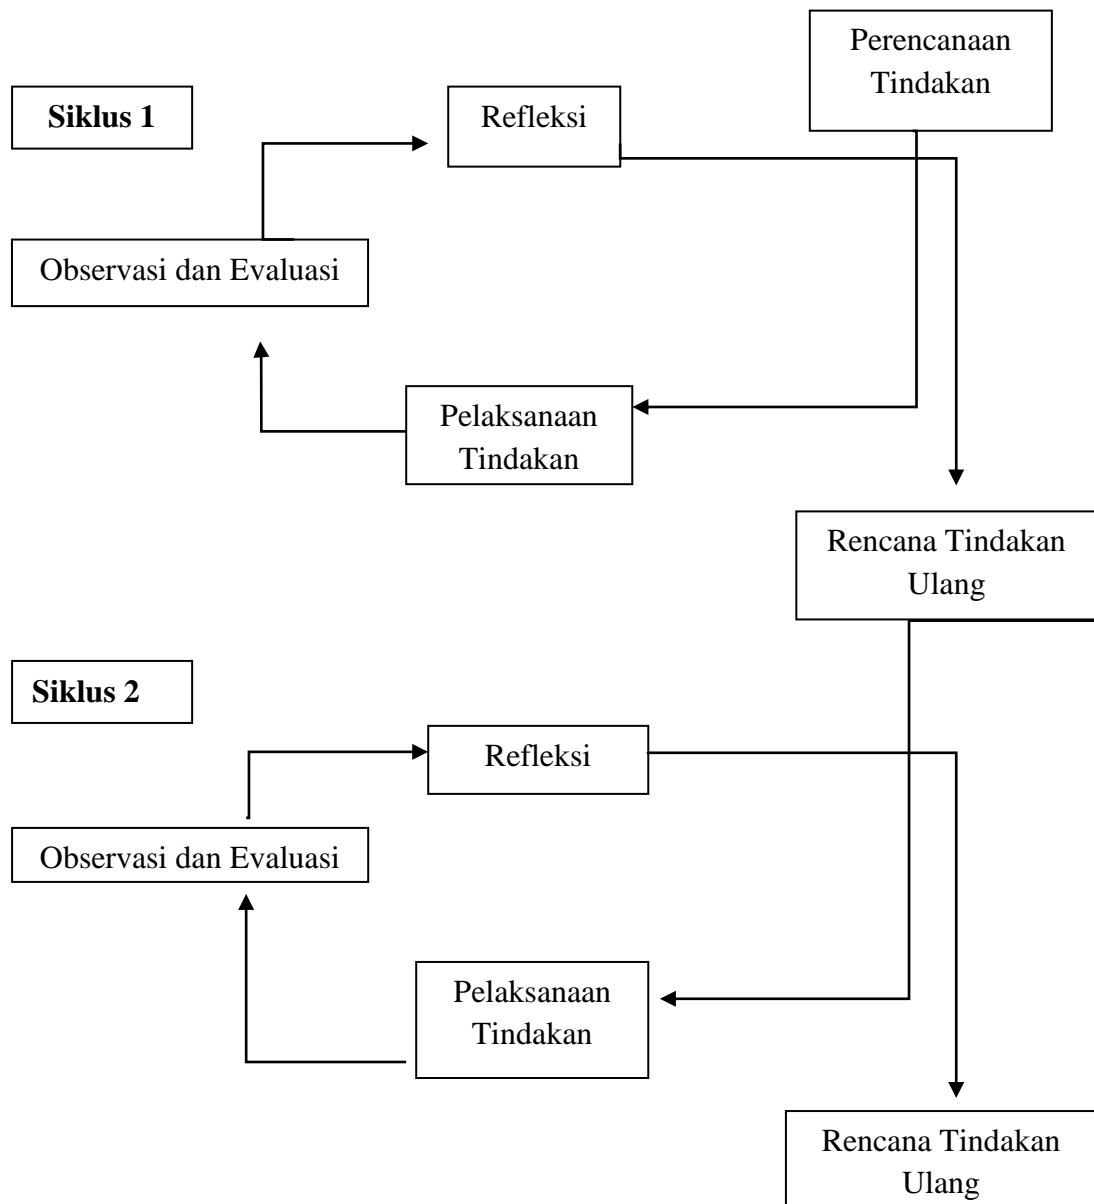 Perencanaan
Tindakan
Siklus 1
Refleksi
Observasi dan Evaluasi
Pelaksanaan
Tindakan
Rencana Tindakan
Ulang
Siklus 2
Refleksi
Observasi dan Evaluasi
Pelaksanaan
Tindakan
Rencana Tindakan
Ulang